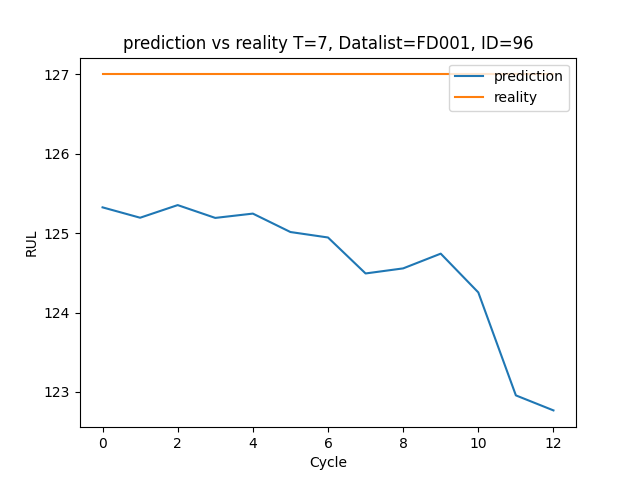 prediction vs reality T=7, Datalist=FD001, ID=96
127
126
125
124
123
RUL
prediction
reality
0 2 4 6 8 10 12
Cycle